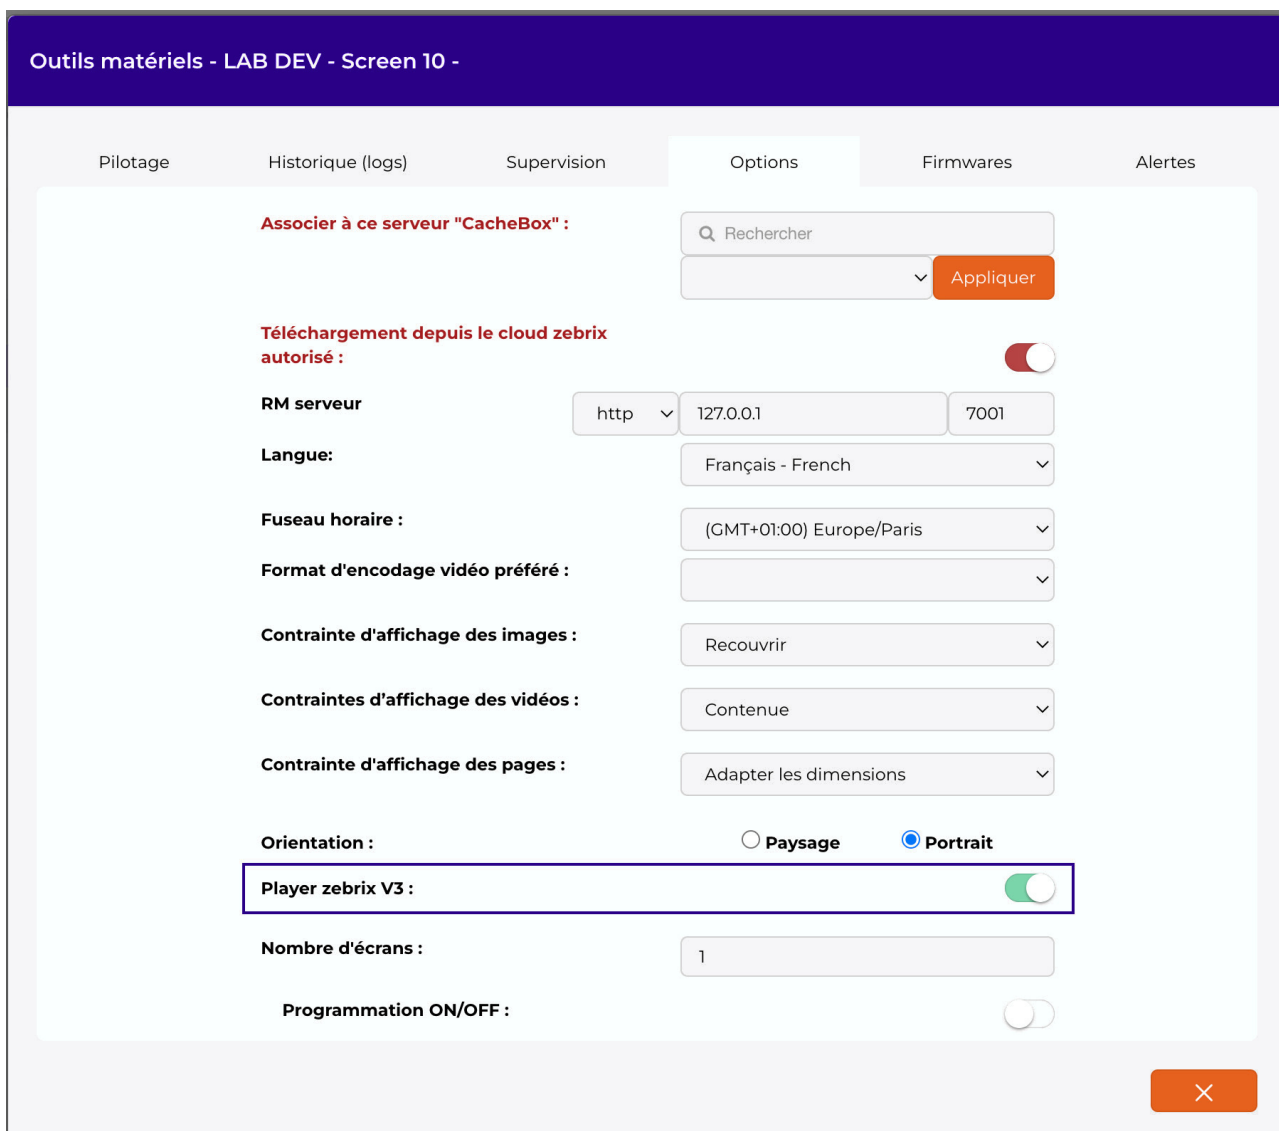 Outils matériels - LAB DEV - Screen 10 -
Pilotage Historique (logs) Supervision Options Firmwares Alertes
Associer à ce serveur "CacheBox" :
Rechercher
Appliquer
Téléchargement depuis le cloud zebrix
autorisé :
RM serveur http 127.0.0.1 7001
Langue: Français - French
Fuseau horaire : (GMT+01:00) Europe/Paris
Format d'encodage vidéo préféré :
Contrainte d'affichage des images : Recouvrir
Contraintes d’affichage des vidéos : Contenue
Contrainte d'affichage des pages : Adapter les dimensions
Orientation : Paysage Portrait
Player zebrix V3 :
Nombre d'écrans : 1
Programmation ON/OFF :